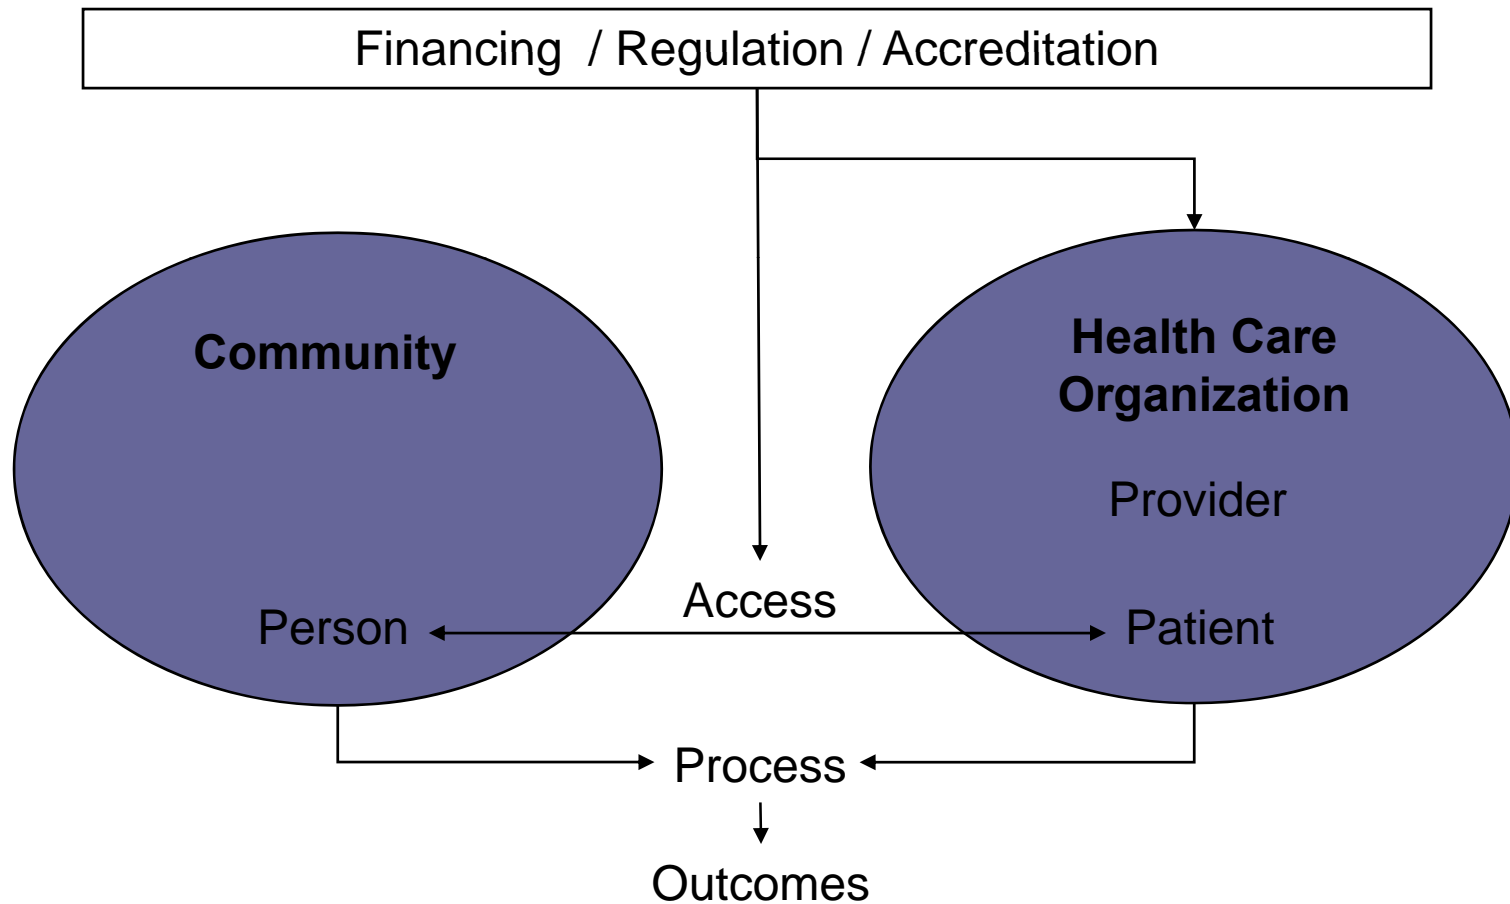 Financing / Regulation / Accreditation
Community
Health Care
Organization
Provider
Access
Person
Patient
Process
Outcomes